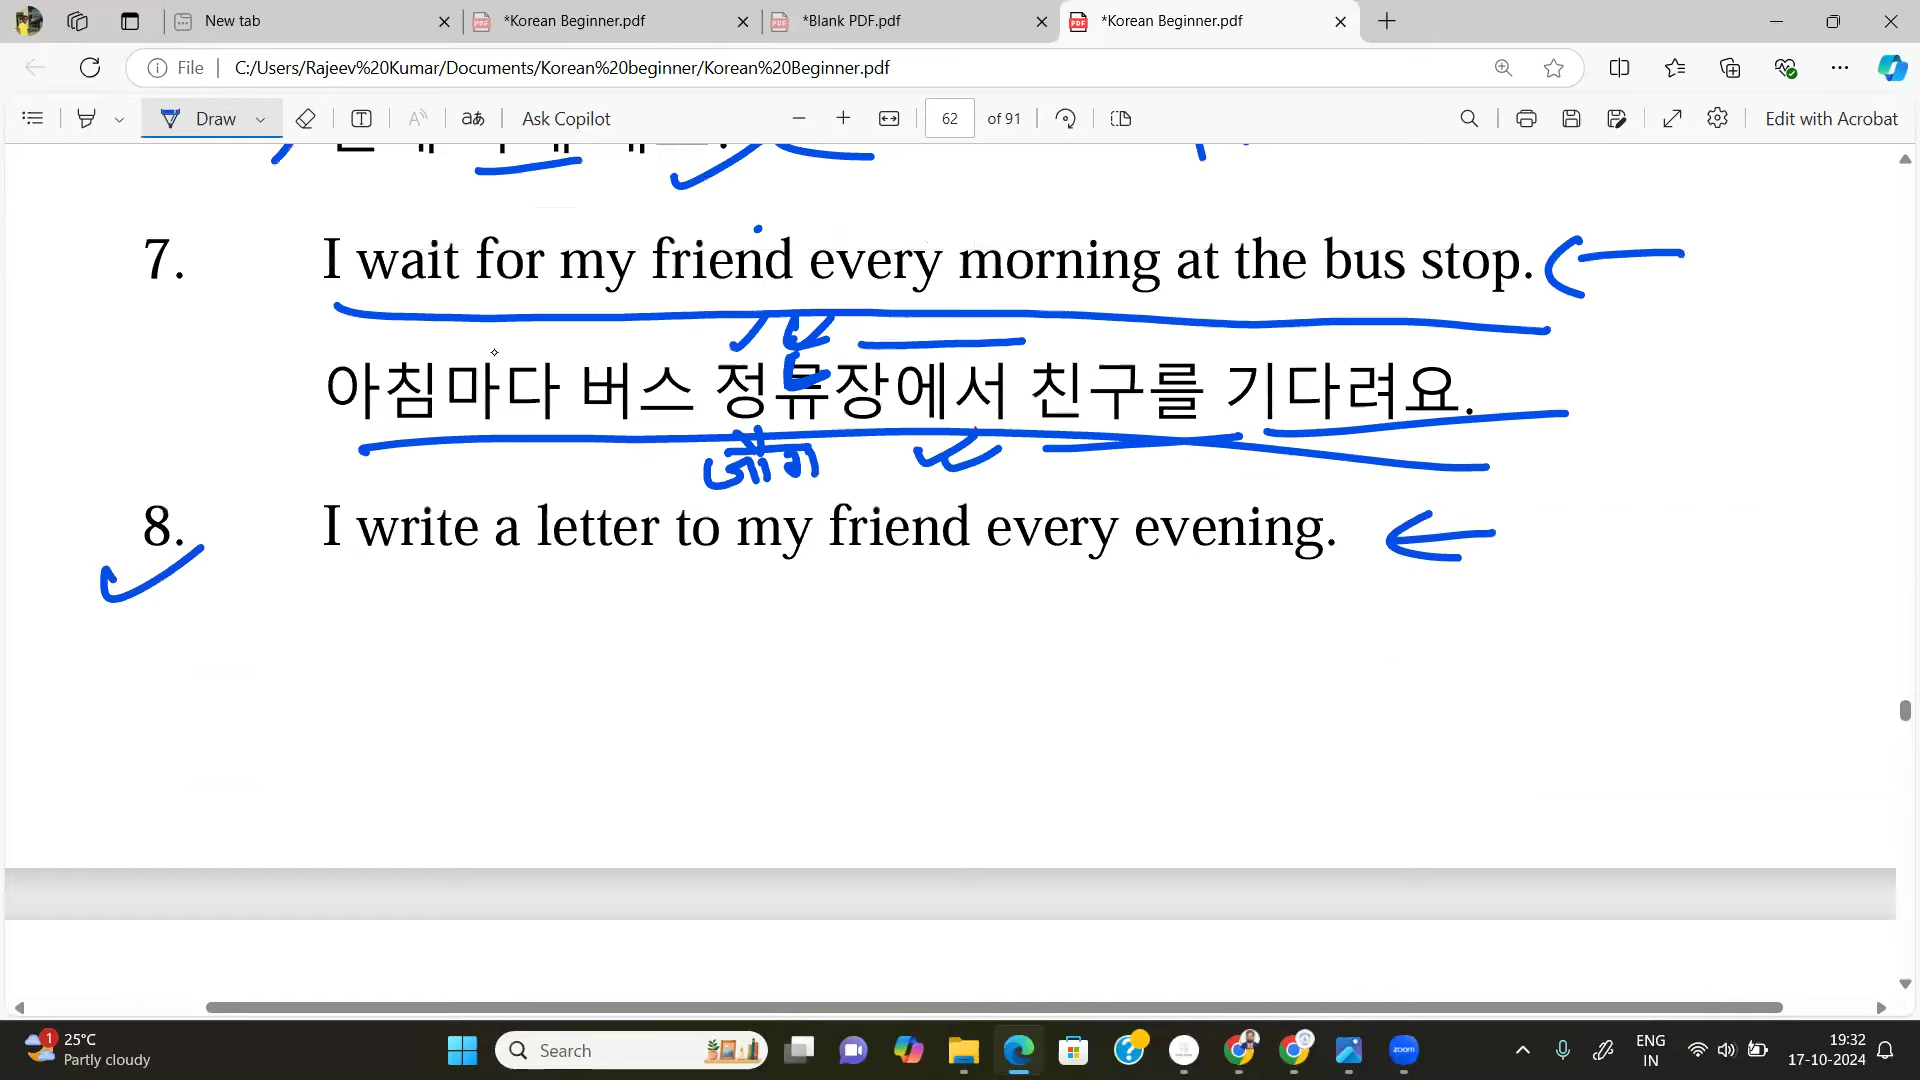 New tab
*Korean Beginner.pdf
*Blank PDF.pdf
*Korean Beginner.pdf
File
C:/Users/Rajeev%20Kumar/Documents/Korean%20beginner/Korean%20Beginner.pdf
Draw
Ask Copilot
62 of 91
Edit with Acrobat
7. I wait for my friend every morning at the bus stop.
아침마다 버스 정류장에서 친구를 기다려요.
8. I write a letter to my friend every evening.
1
25°C
Partly cloudy
Search
zoom
ENG
IN
19:32
17-10-2024